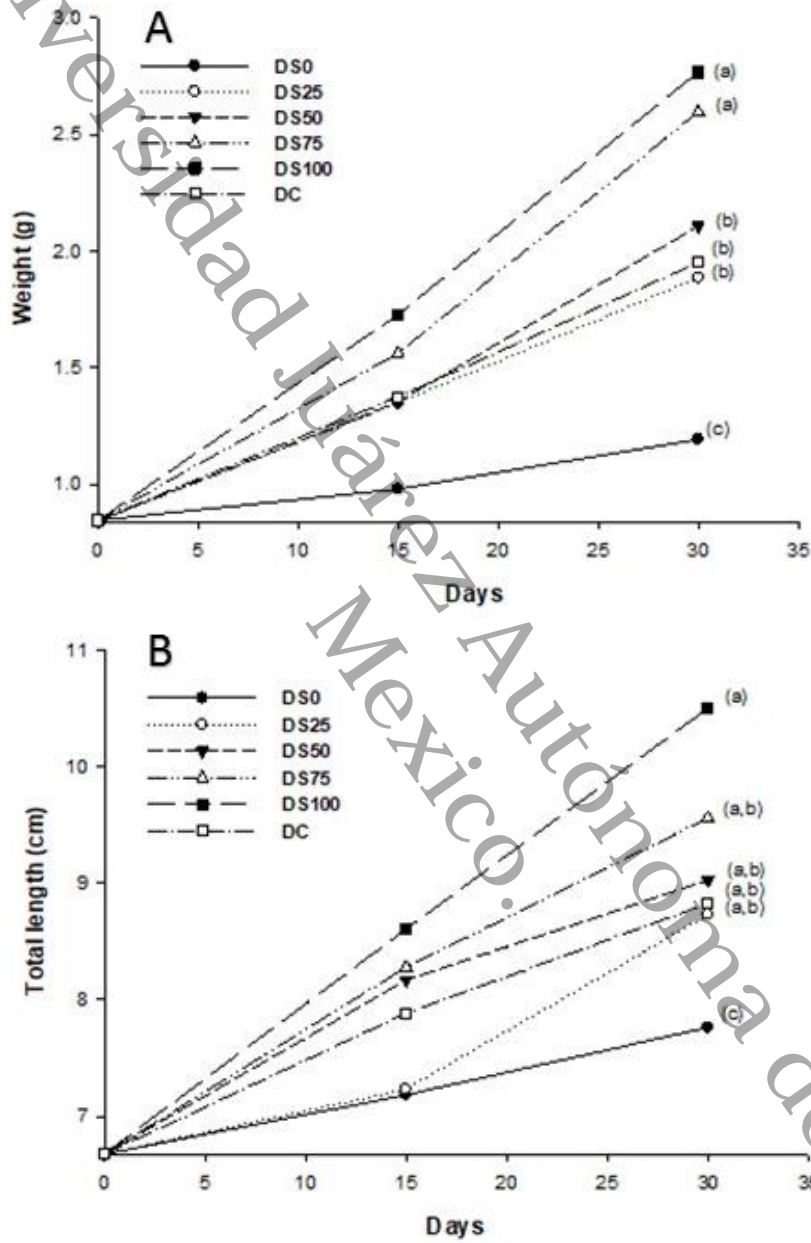 A
3.0
DS0
DS25
DS50
DS75
DS100
DC
2.5
2.0
1.5
1.0
Weight (g)
(a)
(a)
(b)
(b)
(b)
(c)
0 5 10 15 20 25 30 35
Days
B
11
DS0
DS25
DS50
DS75
DS100
DC
10
9
8
7
Total length (cm)
(a)
(a,b)
(a,b)
(a,b)
(a,b)
(c)
0 5 10 15 20 25 30 35
Days
Universidad Juárez Autónoma de
Mexico.